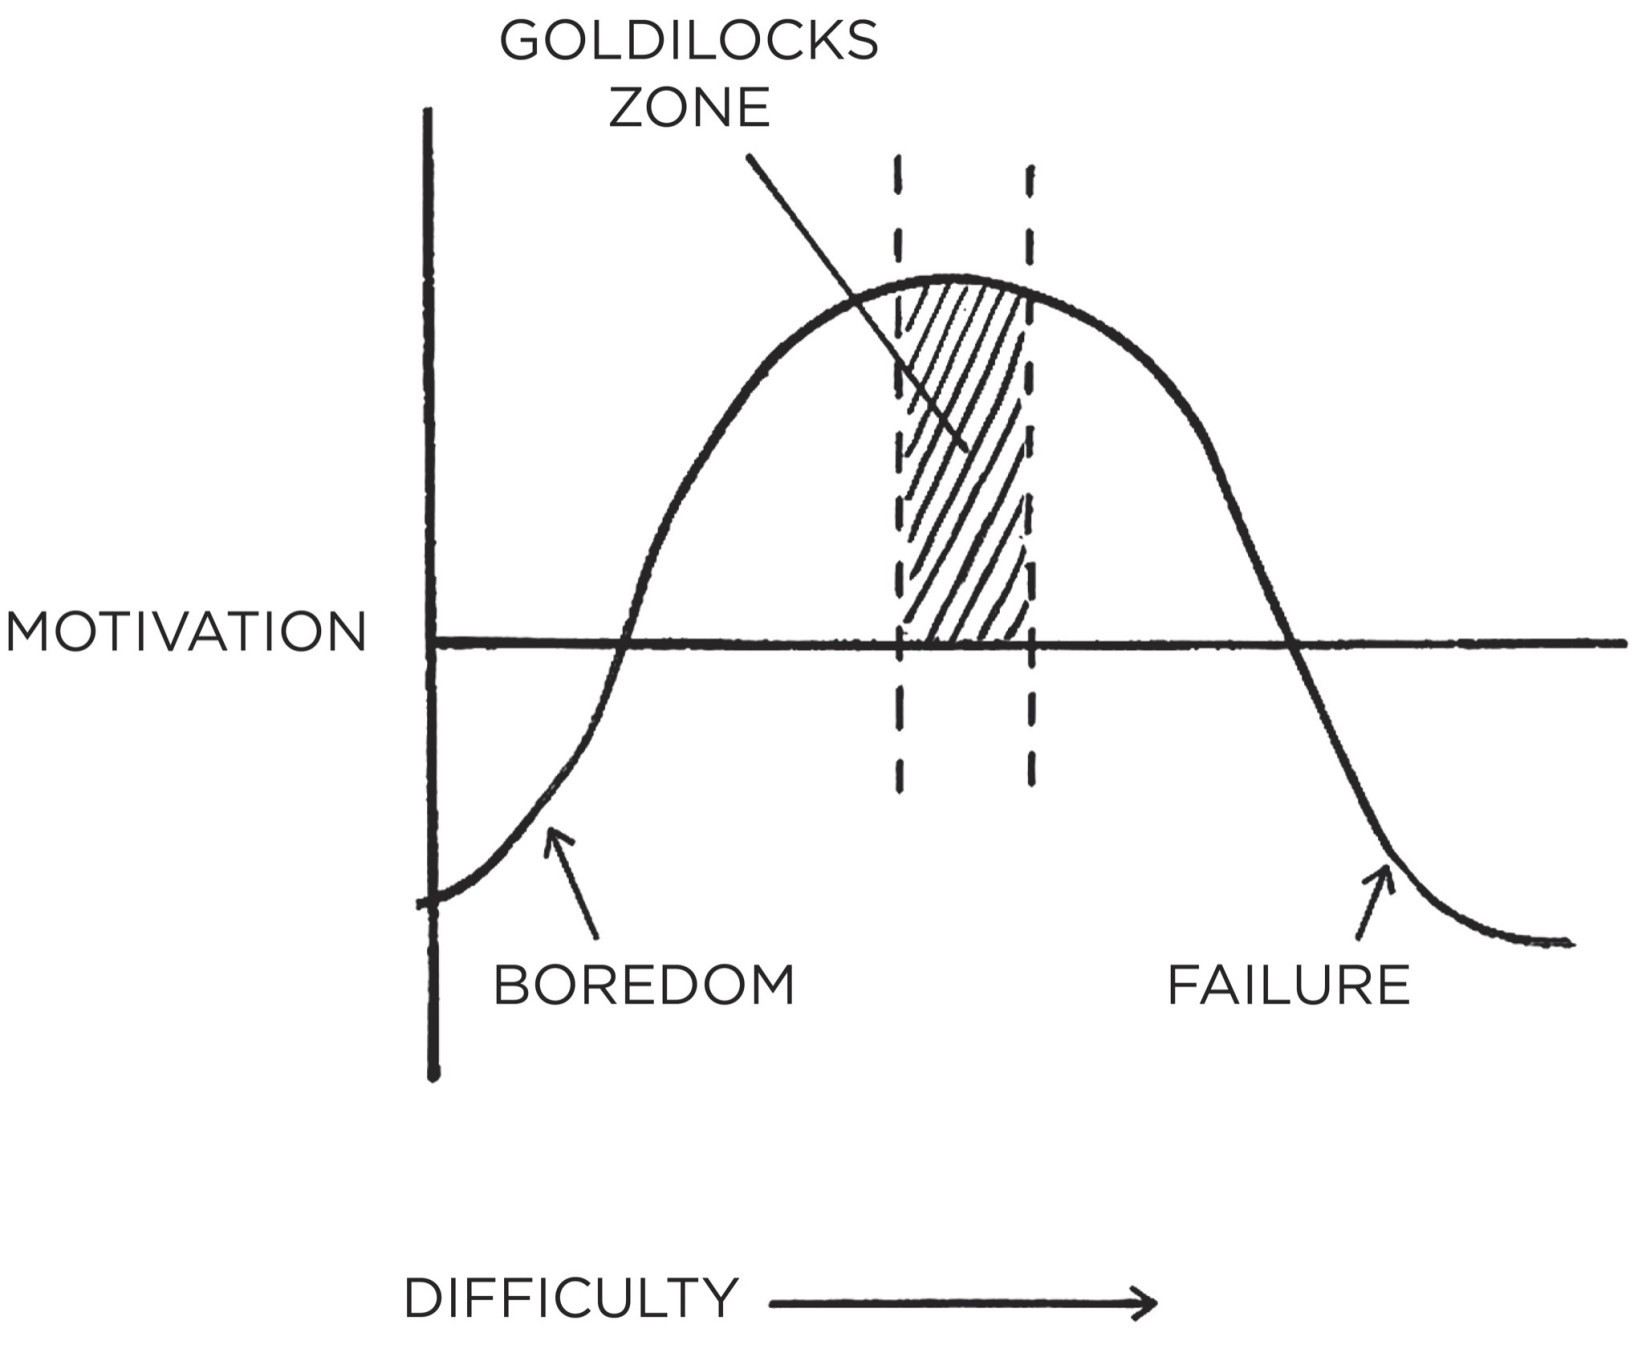 GOLDILOCKS
ZONE
MOTIVATION
BOREDOM
FAILURE
DIFFICULTY